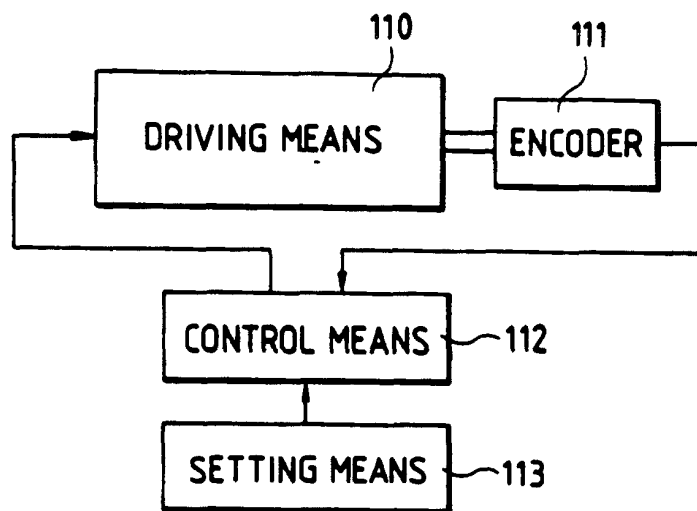 110
111
DRIVING MEANS
ENCODER
CONTROL MEANS
112
SETTING MEANS
113